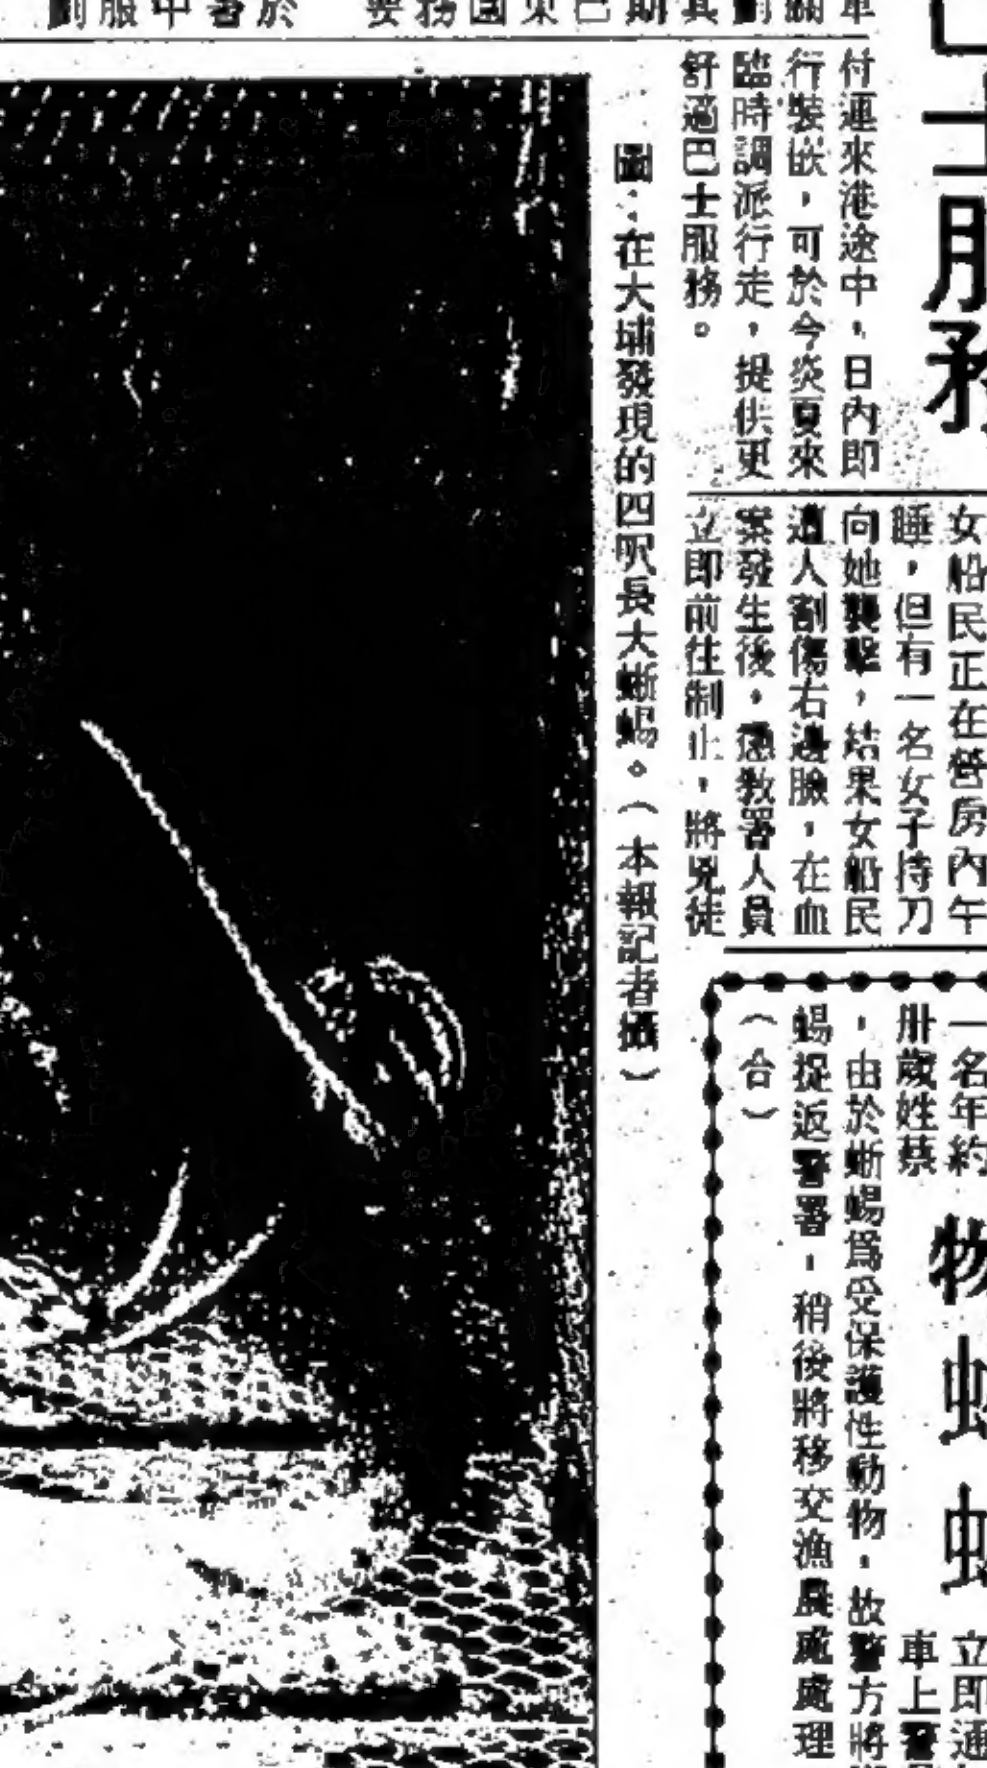 士服務
付運來港途中，日內即
行裝嵌，可於今炎夏來
臨時調派行走，提供更
舒適巴士服務。
女船民正在營房內午
睡，但有一名女子持刀
向她襲擊，結果女船民
遭人割傷右邊臉，在血
案發生後，懲教署人員
立即前往制止，將兇徒
圖：在大埔發現的四呎長大蜥蜴。（本報記者攝）
物
一名年約
卅歲姓蔡
立即通
車上警
，由於蜥蜴爲受保護性動物，故警方將
蜴捉返警署，稍後將移交漁農處處理
（合）